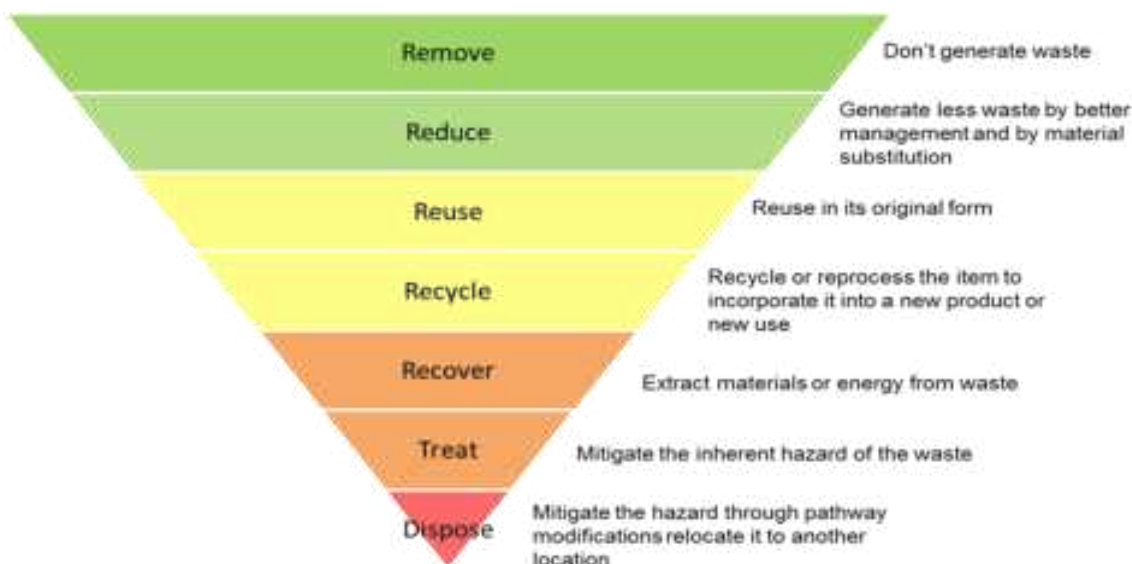 Remove
Don't generate waste
Reduce
Generate less waste by better
management and by material
substitution
Reuse
Reuse in its original form
Recycle
Recycle or reprocess the item to
incorporate it into a new product or
new use
Recover
Extract materials or energy from waste
Treat
Mitigate the inherent hazard of the waste
Dispose
Mitigate the hazard through pathway
modifications relocate it to another
location